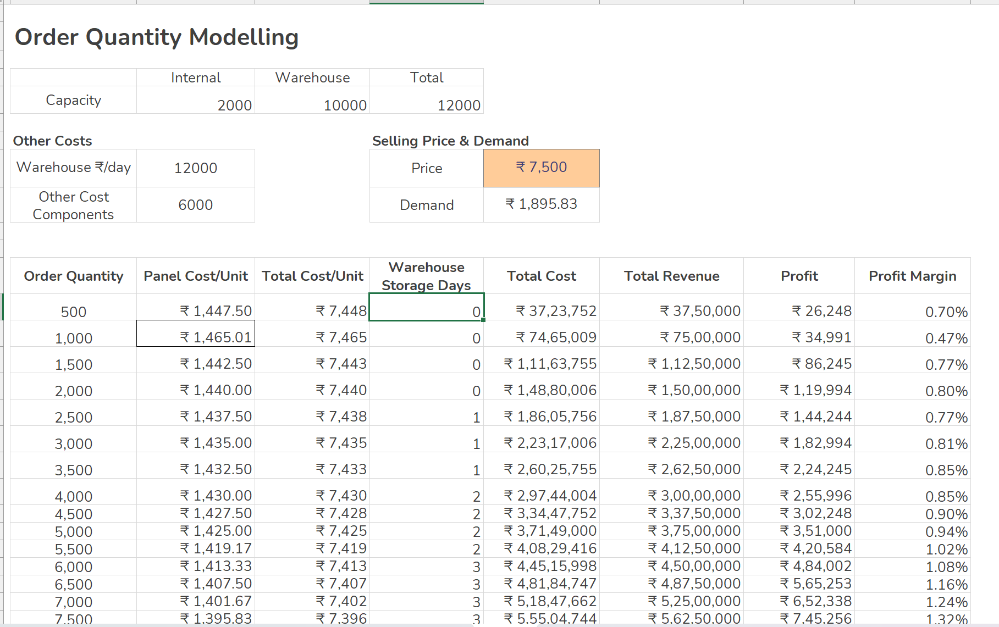 Order Quantity Modelling
Internal Warehouse Total
Capacity 2000 10000 12000
Other Costs Selling Price & Demand
Warehouse ₹/day 12000 Price ₹ 7,500
Other Cost
Components 6000 Demand ₹ 1,895.83
Order Quantity Panel Cost/Unit Total Cost/Unit Warehouse
Storage Days Total Cost Total Revenue Profit Profit Margin
500 ₹ 1,447.50 ₹ 7,448 0 ₹ 37,23,752 ₹ 37,50,000 ₹ 26,248 0.70%
1,000 ₹ 1,465.01 ₹ 7,465 0 ₹ 74,65,009 ₹ 75,00,000 ₹ 34,991 0.47%
1,500 ₹ 1,442.50 ₹ 7,443 0 ₹ 1,11,63,755 ₹ 1,12,50,000 ₹ 86,245 0.77%
2,000 ₹ 1,440.00 ₹ 7,440 0 ₹ 1,48,80,006 ₹ 1,50,00,000 ₹ 1,19,994 0.80%
2,500 ₹ 1,437.50 ₹ 7,438 1 ₹ 1,86,05,756 ₹ 1,87,50,000 ₹ 1,44,244 0.77%
3,000 ₹ 1,435.00 ₹ 7,435 1 ₹ 2,23,17,006 ₹ 2,25,00,000 ₹ 1,82,994 0.81%
3,500 ₹ 1,432.50 ₹ 7,433 1 ₹ 2,60,25,755 ₹ 2,62,50,000 ₹ 2,24,245 0.85%
4,000 ₹ 1,430.00 ₹ 7,430 2 ₹ 2,97,44,004 ₹ 3,00,00,000 ₹ 2,55,996 0.85%
4,500 ₹ 1,427.50 ₹ 7,428 2 ₹ 3,34,47,752 ₹ 3,37,50,000 ₹ 3,02,248 0.90%
5,000 ₹ 1,425.00 ₹ 7,425 2 ₹ 3,71,49,000 ₹ 3,75,00,000 ₹ 3,51,000 0.94%
5,500 ₹ 1,419.17 ₹ 7,419 2 ₹ 4,08,29,416 ₹ 4,12,50,000 ₹ 4,20,584 1.02%
6,000 ₹ 1,413.33 ₹ 7,413 3 ₹ 4,45,15,998 ₹ 4,50,00,000 ₹ 4,84,002 1.08%
6,500 ₹ 1,407.50 ₹ 7,407 3 ₹ 4,81,84,747 ₹ 4,87,50,000 ₹ 5,65,253 1.16%
7,000 ₹ 1,401.67 ₹ 7,402 3 ₹ 5,18,47,662 ₹ 5,25,00,000 ₹ 6,52,338 1.24%
7,500 ₹ 1,395.83 ₹ 7,396 3 ₹ 5,55,04,744 ₹ 5,62,50,000 ₹ 7,45,256 1.32%